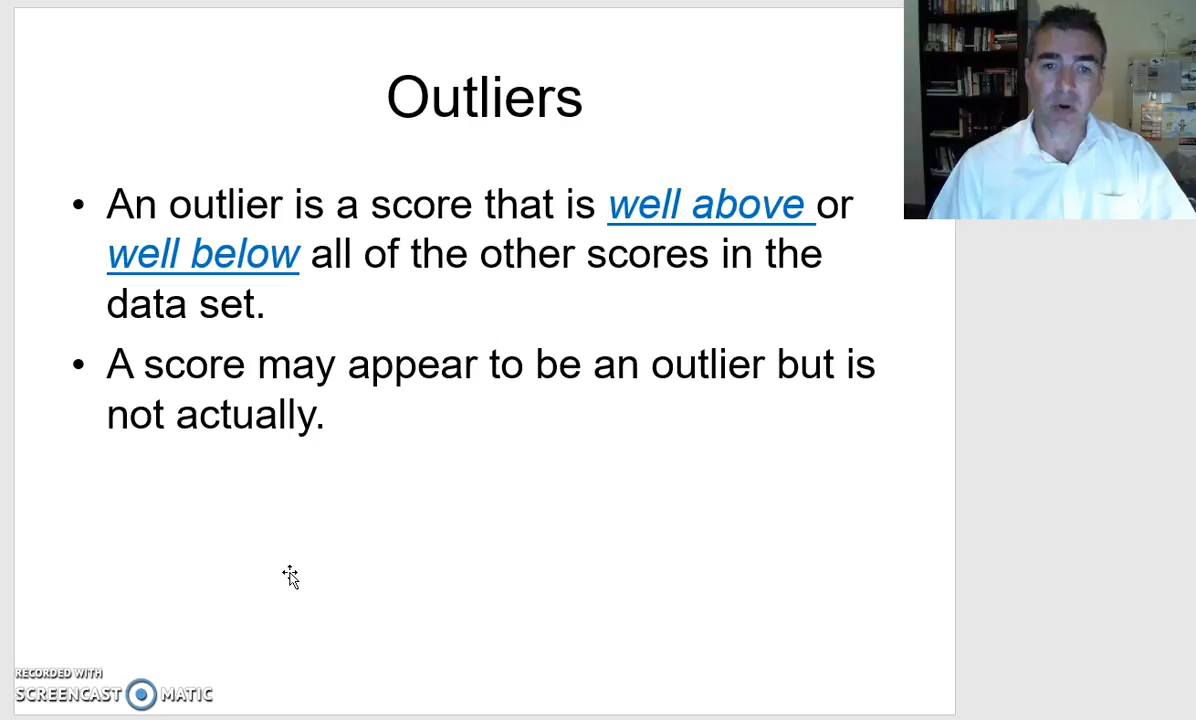 Outliers
• An outlier is a score that is well above or
well below all of the other scores in the
data set.
• A score may appear to be an outlier but is
not actually.
RECORDED WITH
SCREENCAST MATIC